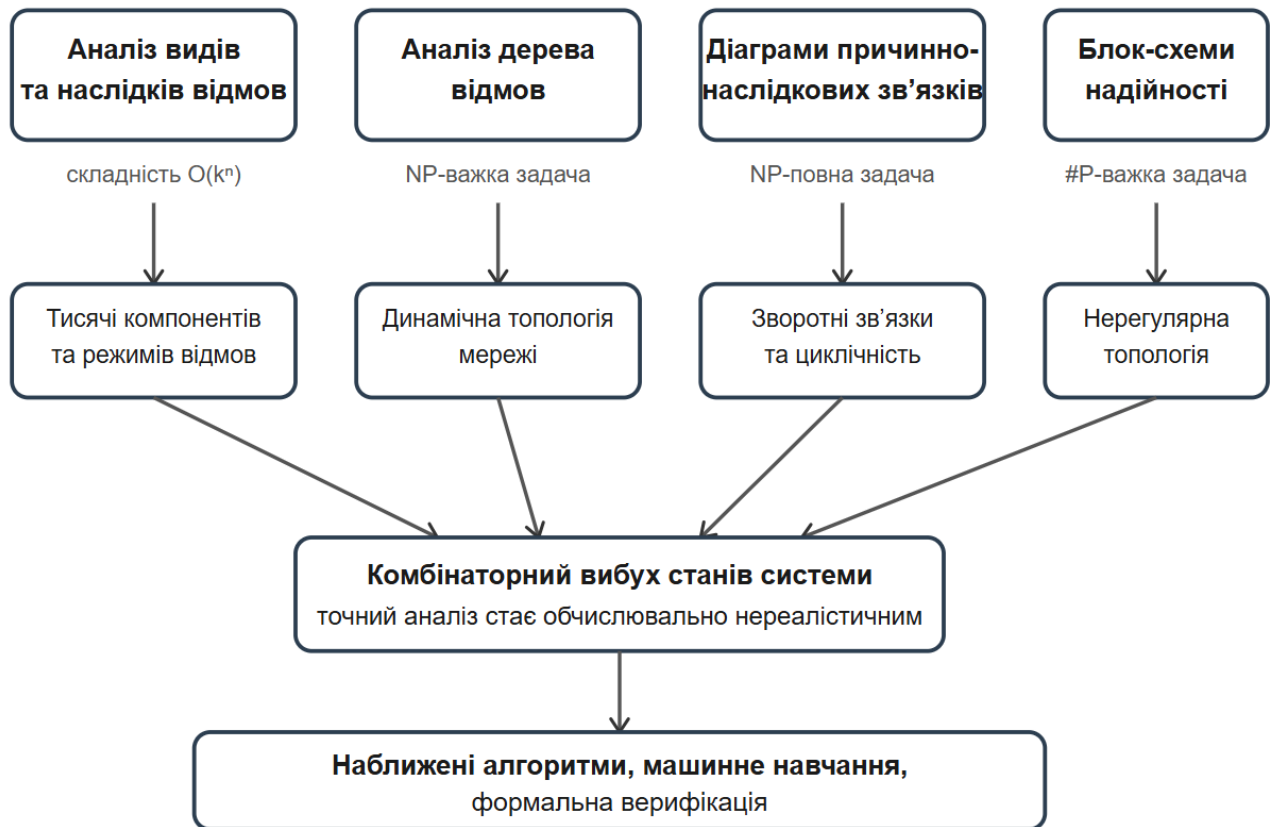 Аналіз видів
та наслідків відмов
Аналіз дерева
відмов
Діаграми причинно-
наслідкових зв’язків
Блок-схеми
надійності
складність O(kⁿ)
NP-важка задача
NP-повна задача
#P-важка задача
Тисячі компонентів
та режимів відмов
Динамічна топологія
мережі
Зворотні зв’язки
та циклічність
Нерегулярна
топологія
Комбінаторний вибух станів системи
точний аналіз стає обчислювально нереалістичним
Наближені алгоритми, машинне навчання,
формальна верифікація